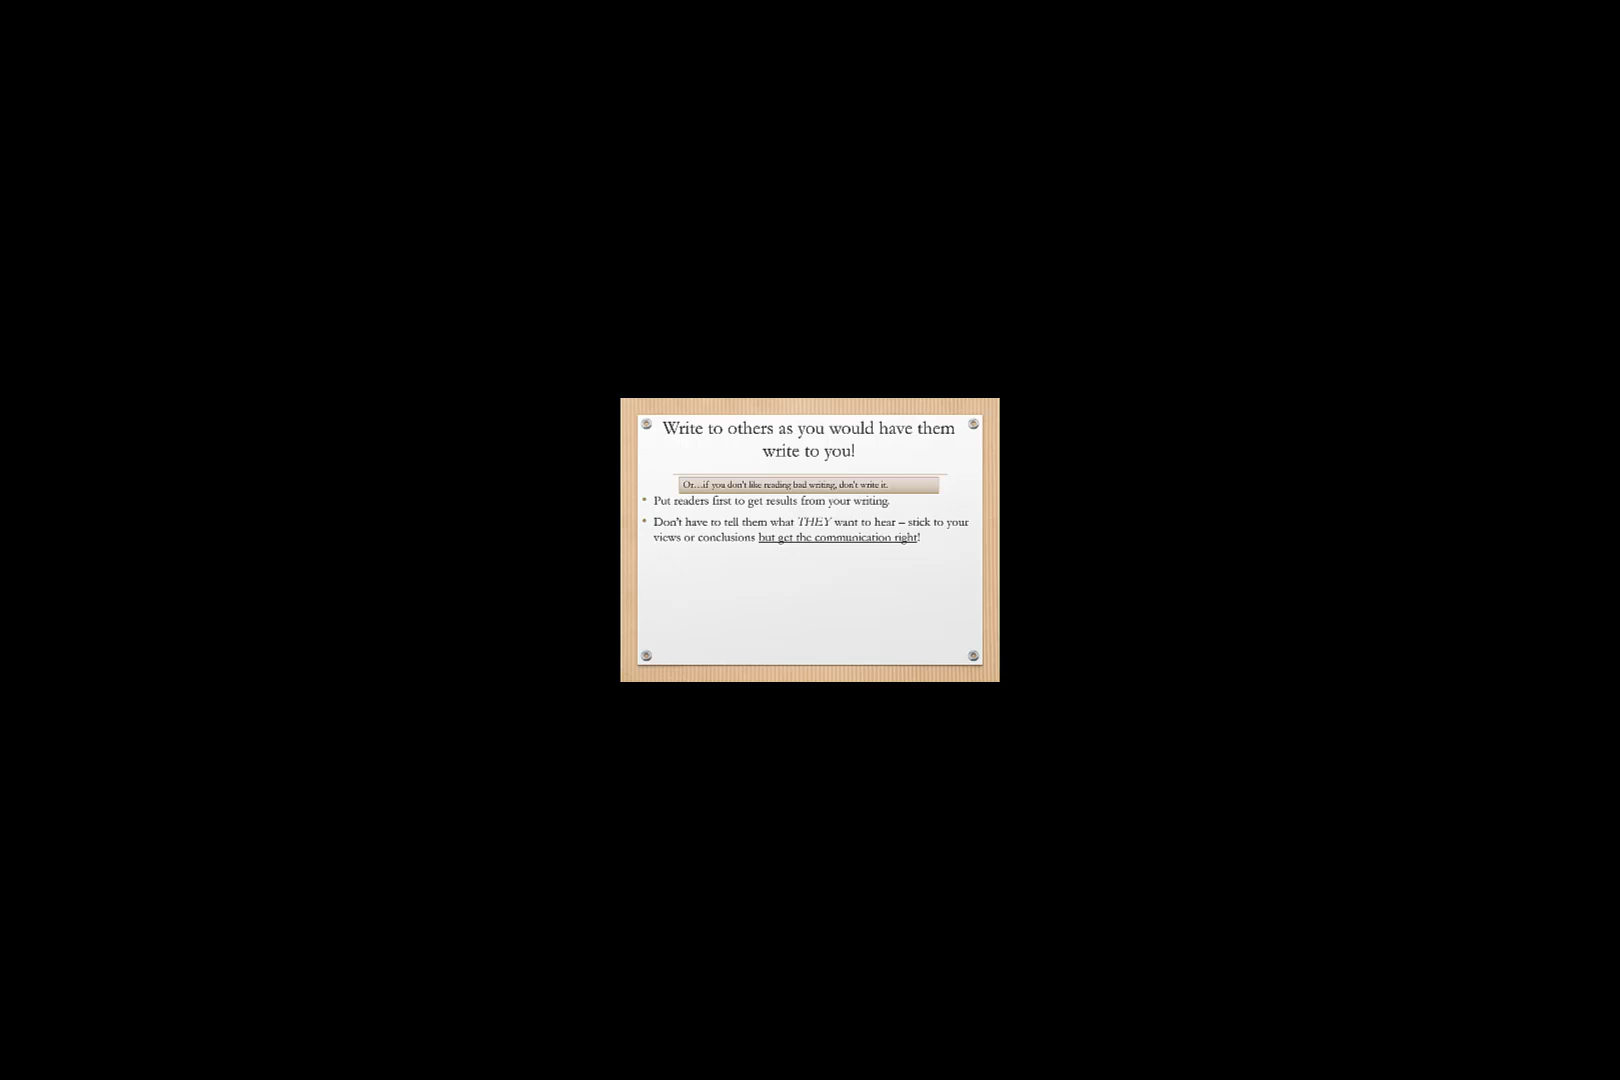 Write to others as you would have them
write to you!
Or…if you don't like reading bad writing, don't write it.
• Put readers first to get results from your writing.
• Don't have to tell them what THEY want to hear – stick to your
views or conclusions but get the communication right!